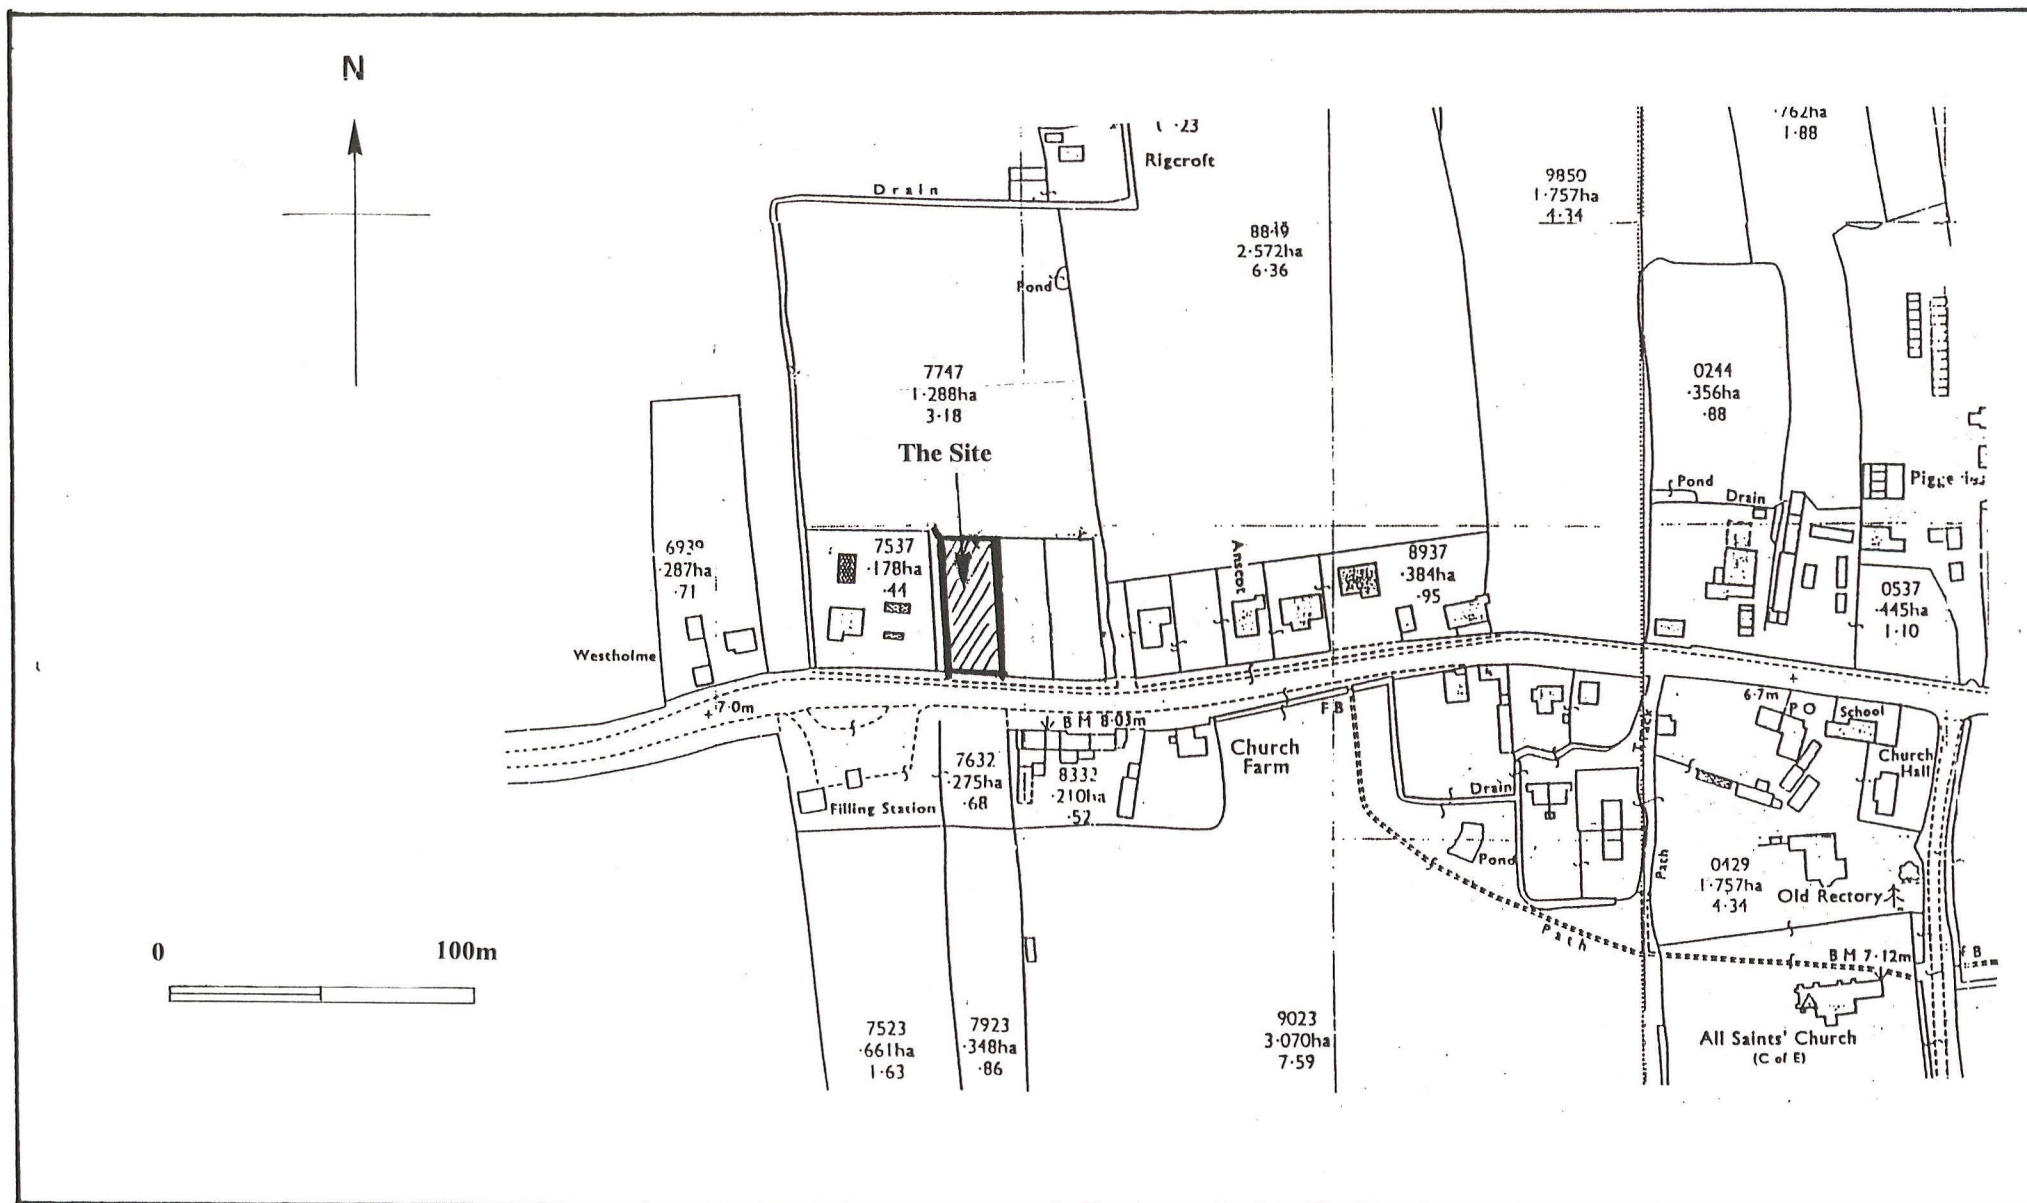 N
·23
Rigcroft
·762ha
1·88
Drain
9850
1·757ha
4·34
8849
2·572ha
6·36
Pond
7747
1·288ha
3·18
0244
·356ha
·88
The Site
Pond
Drain
6939
·287ha
·71
7537
·178ha
·44
Anscot
8937
·384ha
·95
0537
·445ha
1·10
Westholme
7·0m
B M 8·03m
F B
6·7m
P O
School
Church
Farm
Track
Church
Hall
7632
·275ha
·68
8332
·210ha
·52
Filling Station
Drain
Pond
Path
0429
1·757ha
4·34
Old Rectory
Path
0
100m
B M 7·12m
F B
7523
·661ha
1·63
7923
·348ha
·86
9023
3·070ha
7·59
All Saints' Church
(C of E)